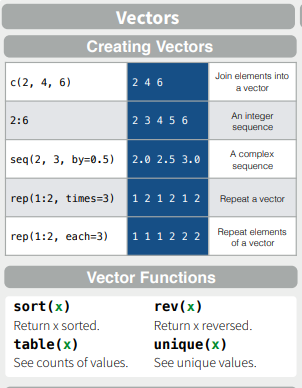 Vectors
Creating Vectors
c(2, 4, 6) 2 4 6 Join elements into
a vector
2:6 2 3 4 5 6 An integer
sequence
seq(2, 3, by=0.5) 2.0 2.5 3.0 A complex
sequence
rep(1:2, times=3) 1 2 1 2 1 2 Repeat a vector
rep(1:2, each=3) 1 1 1 2 2 2 Repeat elements
of a vector
Vector Functions
sort(x) rev(x)
Return x sorted. Return x reversed.
table(x) unique(x)
See counts of values. See unique values.